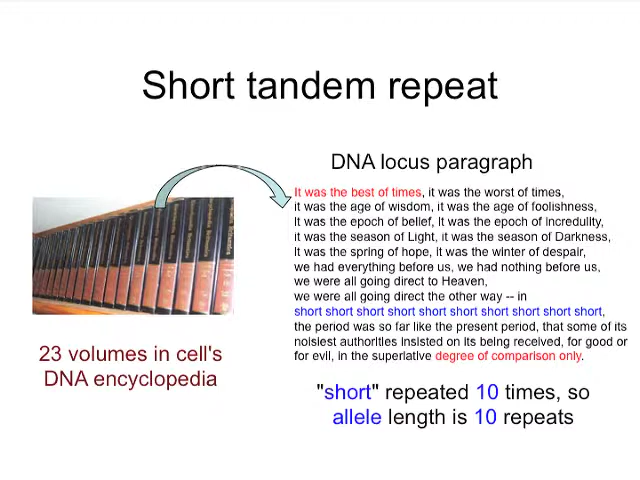 Short tandem repeat
DNA locus paragraph
It was the best of times, it was the worst of times,
it was the age of wisdom, it was the age of foolishness,
it was the epoch of belief, it was the epoch of incredulity,
it was the season of Light, it was the season of Darkness,
it was the spring of hope, it was the winter of despair,
we had everything before us, we had nothing before us,
we were all going direct to Heaven,
we were all going direct the other way -- in
short short short short short short short short short short,
the period was so far like the present period, that some of its
noisiest authorities insisted on its being received, for good or
for evil, in the superlative degree of comparison only.
23 volumes in cell's
DNA encyclopedia
"short" repeated 10 times, so
allele length is 10 repeats